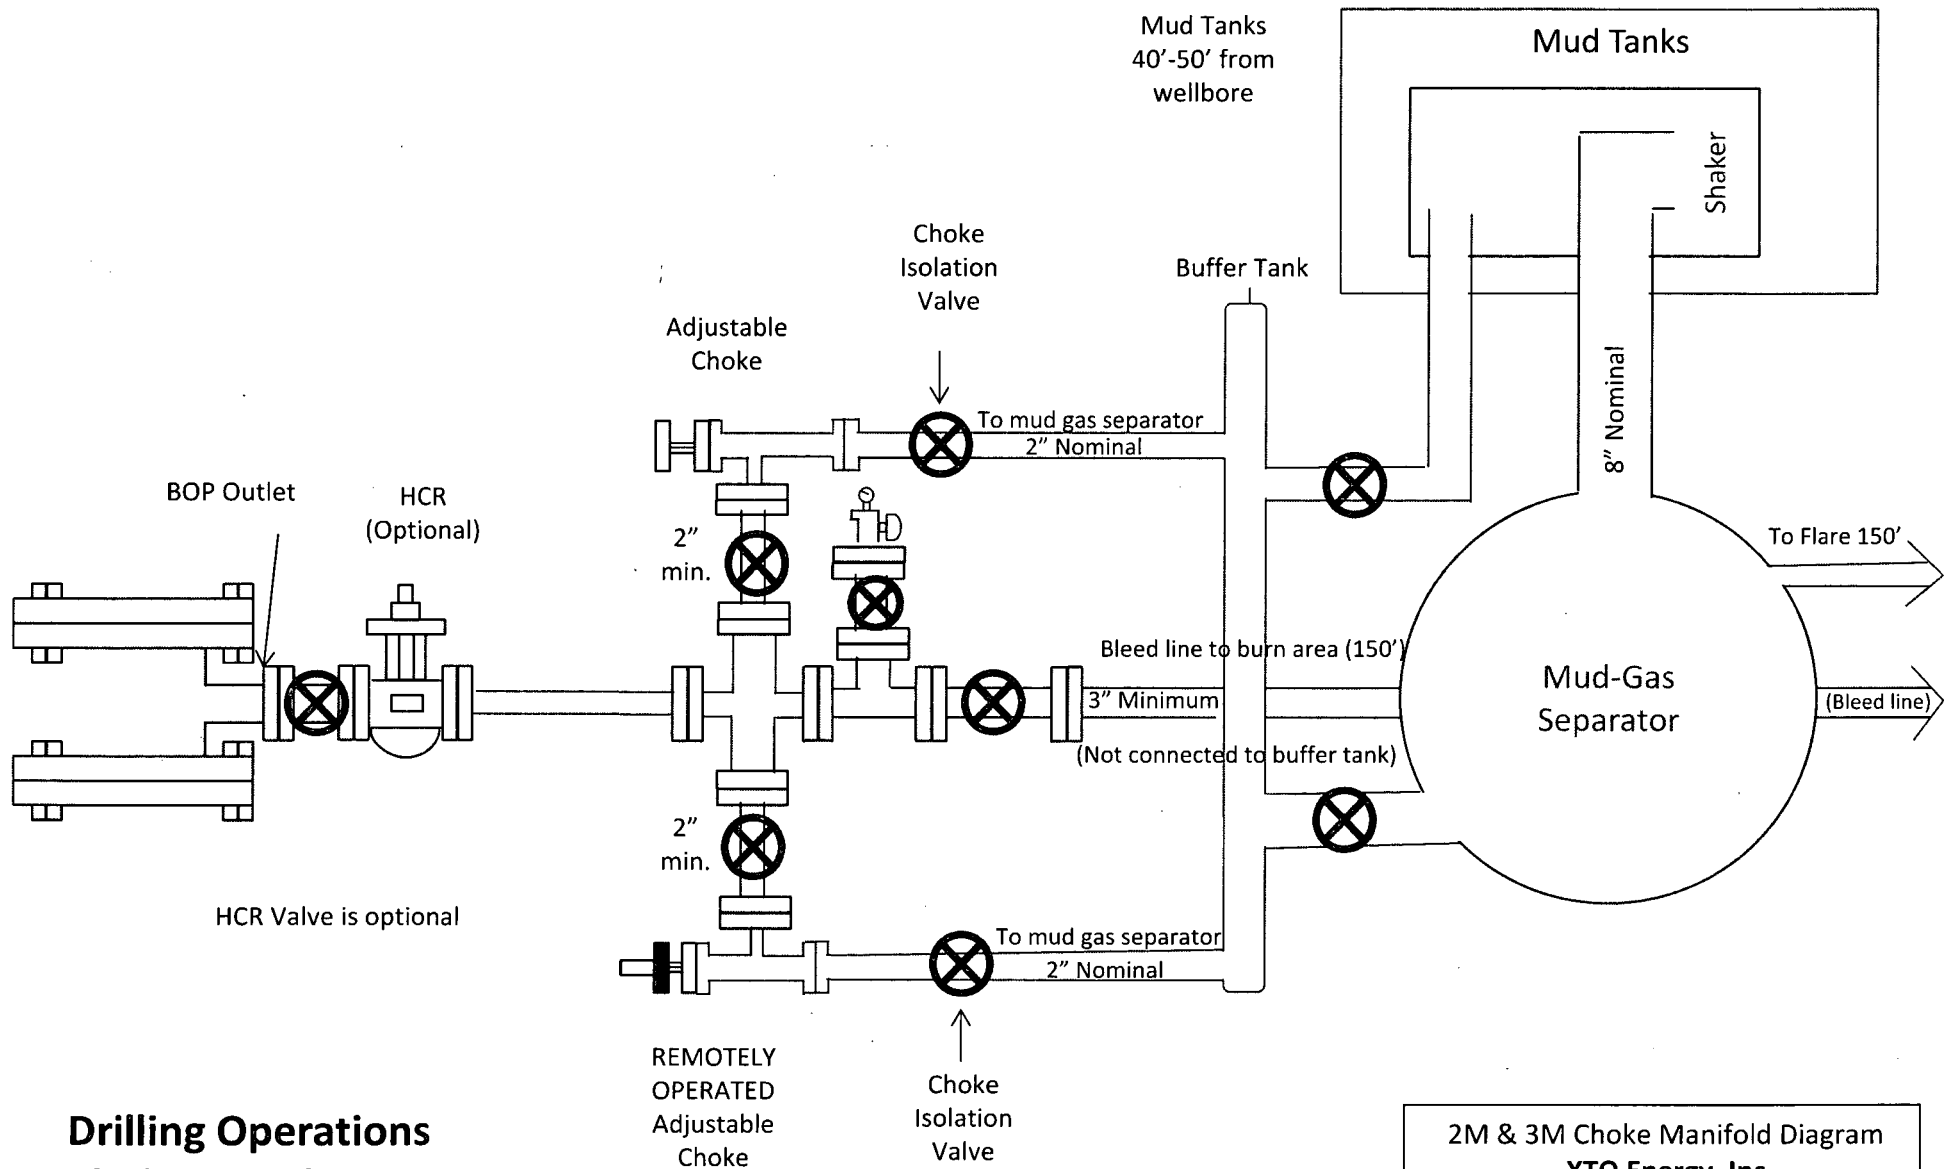 Mud Tanks
40’-50’ from
wellbore
Mud Tanks
Shaker
Choke
Isolation
Valve
Buffer Tank
Adjustable
Choke
8” Nominal
To mud gas separator
2” Nominal
BOP Outlet
HCR
(Optional)
2”
min.
To Flare 150’
Bleed line to burn area (150’)
3” Minimum
(Not connected to buffer tank)
Mud-Gas
Separator
(Bleed line)
2”
min.
HCR Valve is optional
To mud gas separator
2” Nominal
REMOTELY
OPERATED
Adjustable
Choke
Choke
Isolation
Valve
Drilling Operations
2M & 3M Choke Manifold Diagram
XTO Energy, Inc.